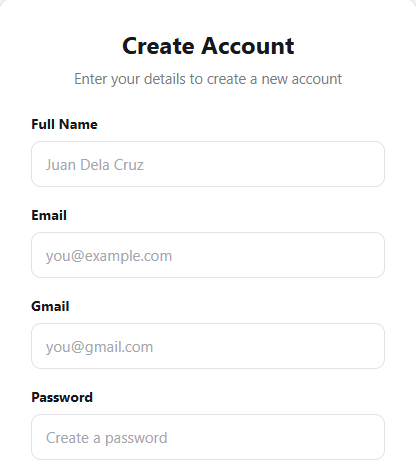 Create Account
Enter your details to create a new account
Full Name
Juan Dela Cruz
Email
you@example.com
Gmail
you@gmail.com
Password
Create a password